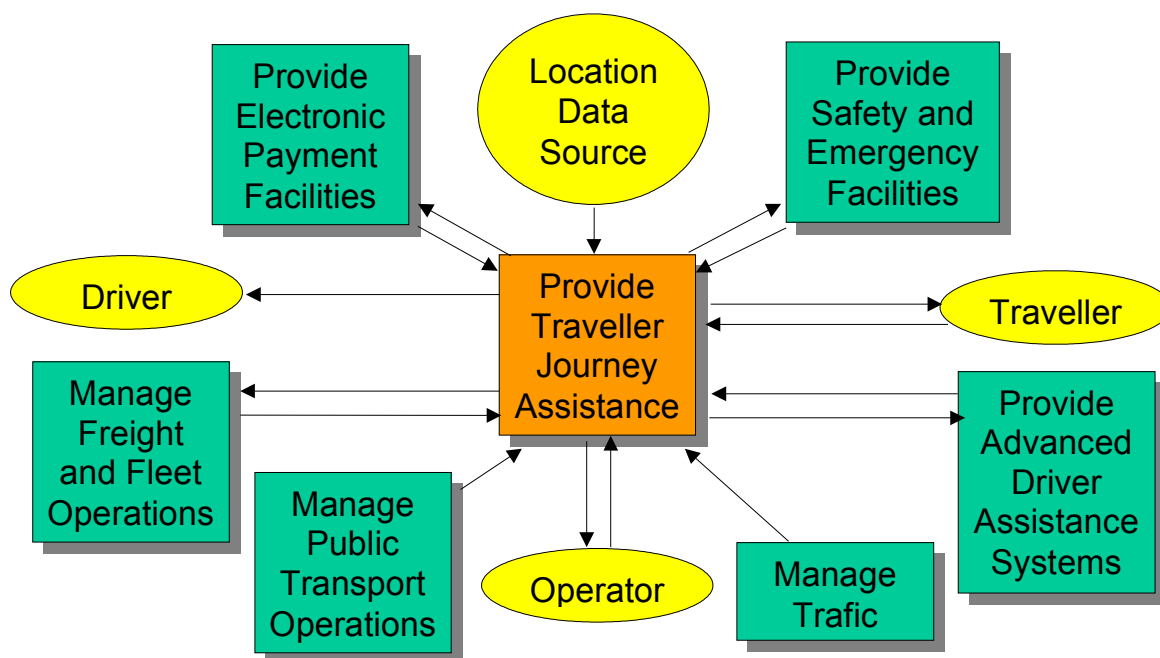 Provide
Electronic
Payment
Facilities
Location
Data
Source
Provide
Safety and
Emergency
Facilities
Driver
Provide
Traveller
Journey
Assistance
Traveller
Manage
Freight
and Fleet
Operations
Manage
Public
Transport
Operations
Operator
Manage
Trafic
Provide
Advanced
Driver
Assistance
Systems